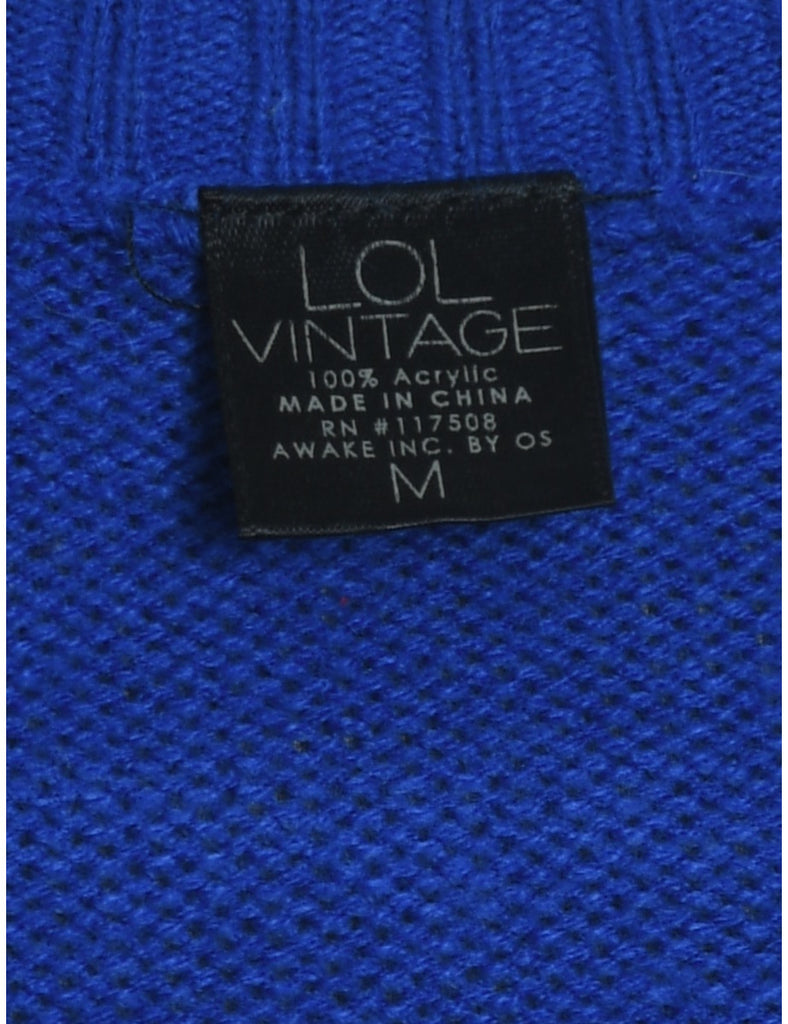 LOL
VINTAGE
100% Acrylic
MADE IN CHINA
RN #117508
AWAKE INC. BY OS
M